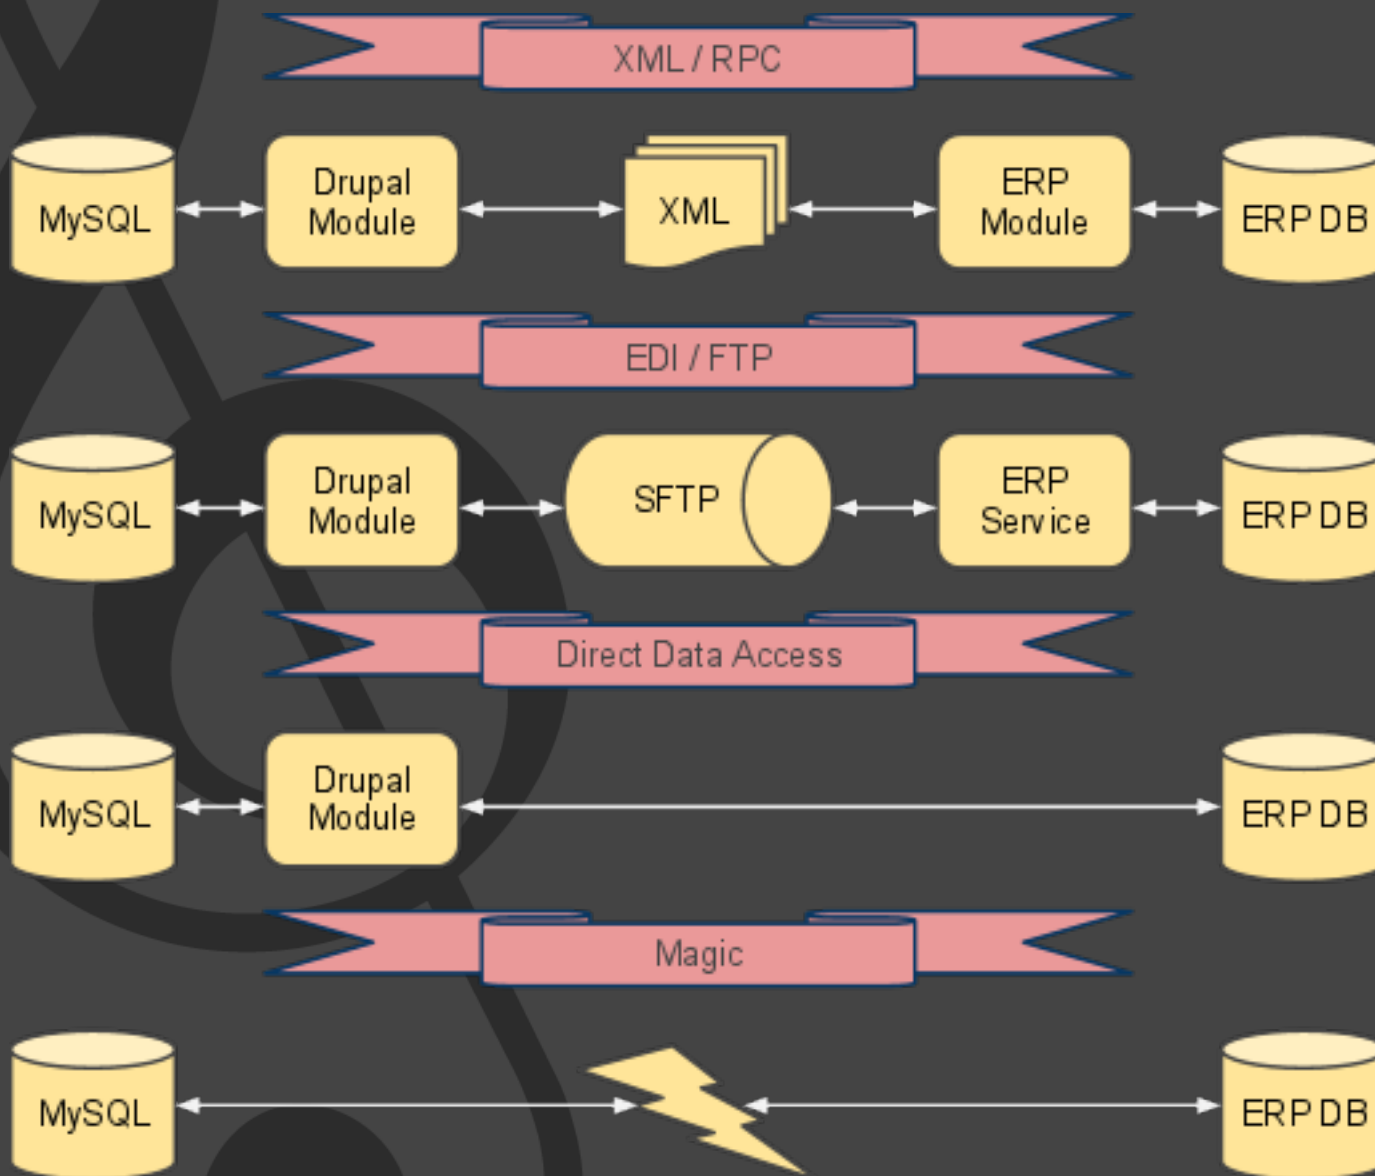 XML / RPC
MySQL
Drupal
Module
XML
ERP
Module
ERP DB
EDI / FTP
MySQL
Drupal
Module
SFTP
ERP
Service
ERP DB
Direct Data Access
MySQL
Drupal
Module
ERP DB
Magic
MySQL
ERP DB